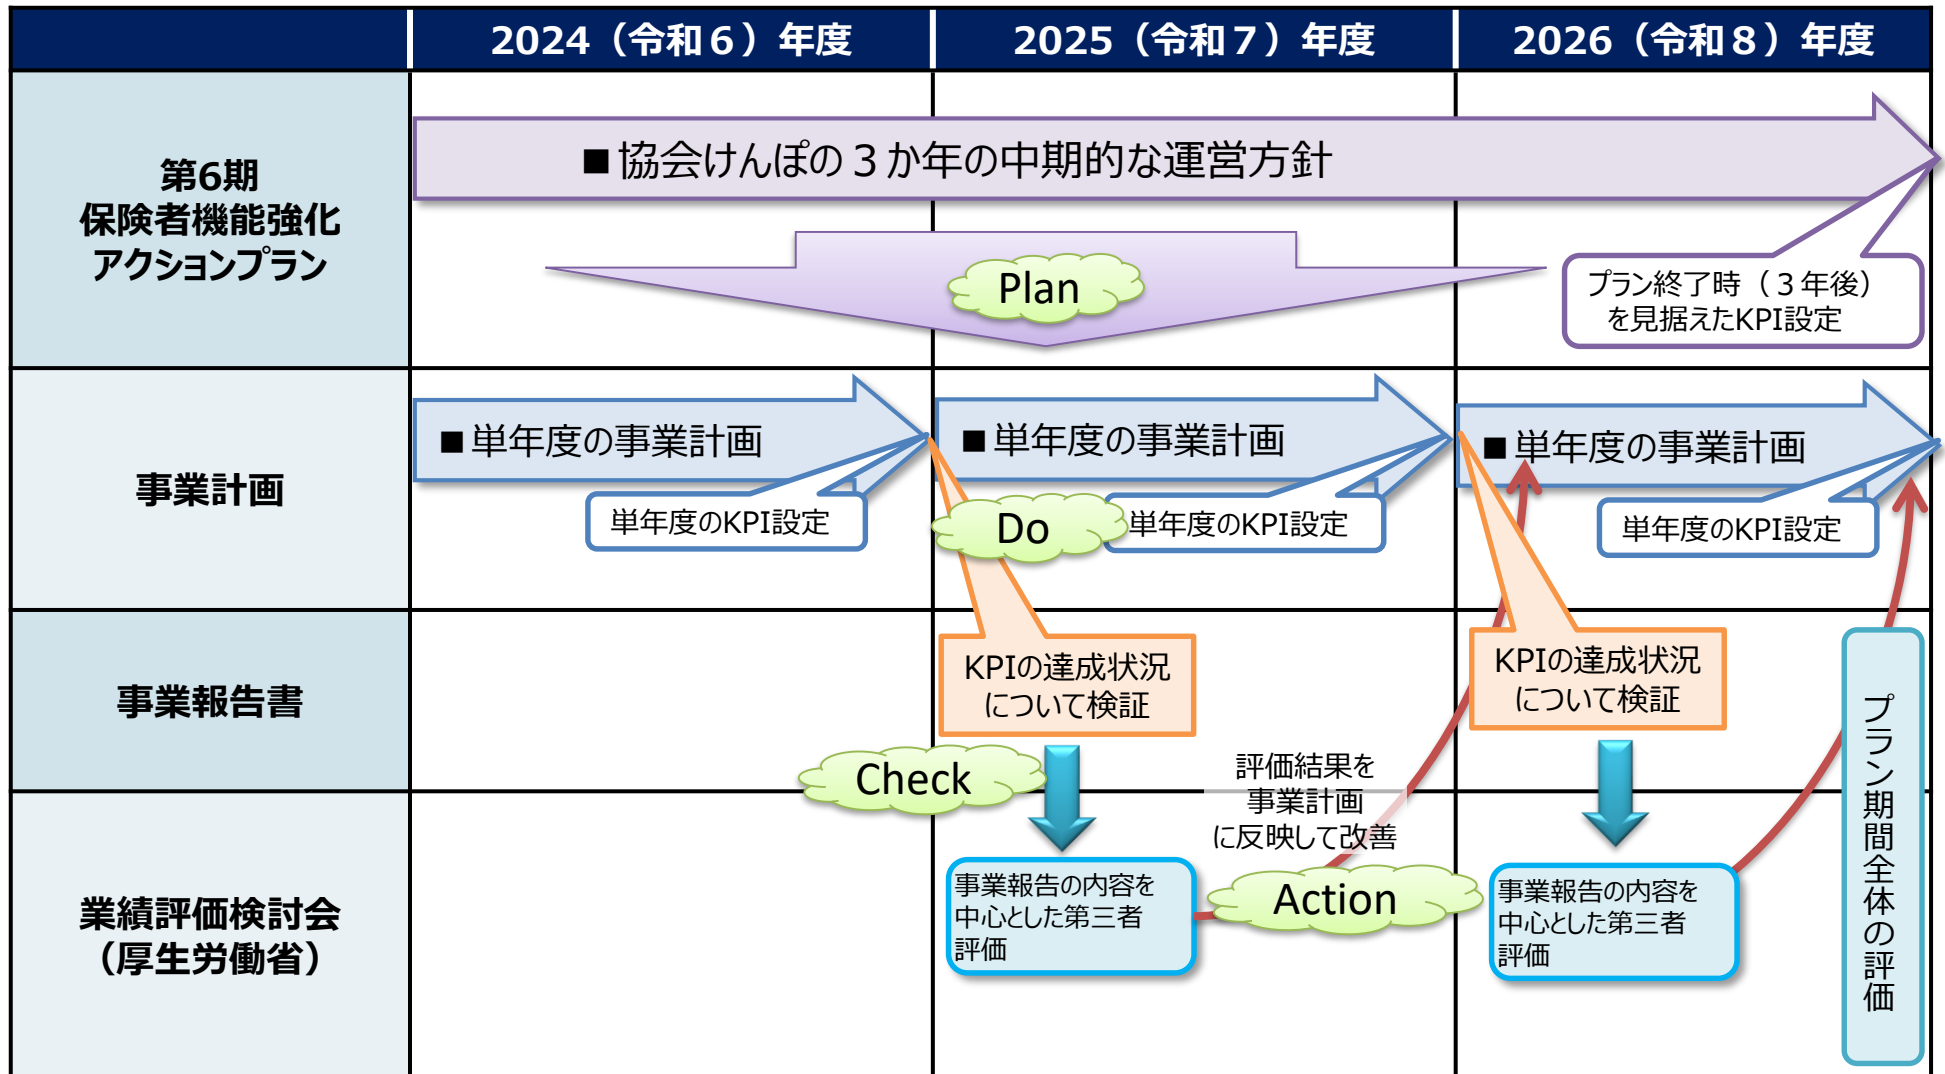 2024（令和６）年度
2025（令和７）年度
2026（令和８）年度
第6期
保険者機能強化
アクションプラン
■協会けんぽの３か年の中期的な運営方針
Plan
プラン終了時（３年後）
を見据えたKPI設定
事業計画
■単年度の事業計画
単年度のKPI設定
■単年度の事業計画
Do
単年度のKPI設定
■単年度の事業計画
単年度のKPI設定
事業報告書
KPIの達成状況
について検証
KPIの達成状況
について検証
Check
評価結果を
事業計画
に反映して改善
プラン期間全体の評価
業績評価検討会
（厚生労働省）
事業報告の内容を
中心とした第三者
評価
Action
事業報告の内容を
中心とした第三者
評価